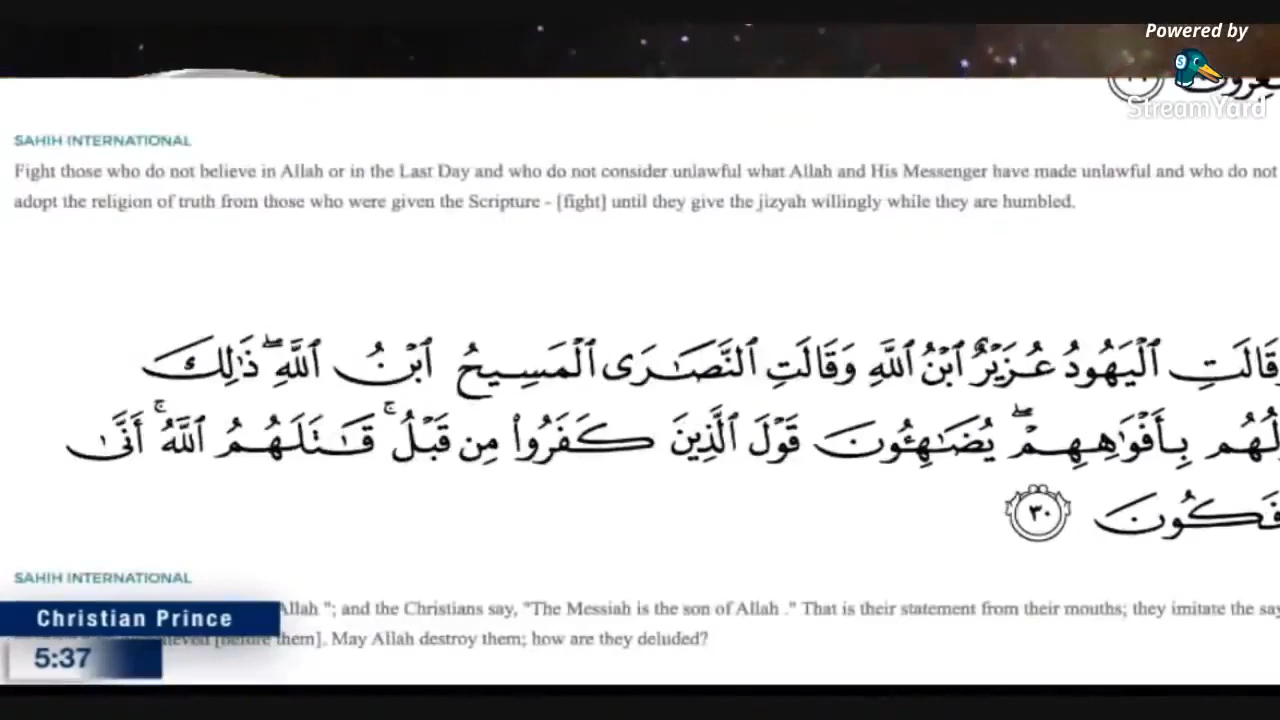 Powered by
StreamYard
SAHIH INTERNATIONAL
Fight those who do not believe in Allah or in the Last Day and who do not consider unlawful what Allah and His Messenger have made unlawful and who do not
adopt the religion of truth from those who were given the Scripture - [fight] until they give the jizyah willingly while they are humbled.
قَالَتِ ٱلْيَهُودُ عُزَيْرٌ ٱبْنُ ٱللَّهِ وَقَالَتِ ٱلنَّصَـٰرَى ٱلْمَسِيحُ ٱبْنُ ٱللَّهِ ۖ ذَٰلِكَ
لُهُم بِأَفْوَٰهِهِمْ ۖ يُضَـٰهِـُٔونَ قَوْلَ ٱلَّذِينَ كَفَرُوا۟ مِن قَبْلُ ۚ قَـٰتَلَهُمُ ٱللَّهُ ۚ أَنَّىٰ
فَكُونَ ٣٠
SAHIH INTERNATIONAL
Allah "; and the Christians say, "The Messiah is the son of Allah ." That is their statement from their mouths; they imitate the say
[before them]. May Allah destroy them; how are they deluded?
Christian Prince
5:37